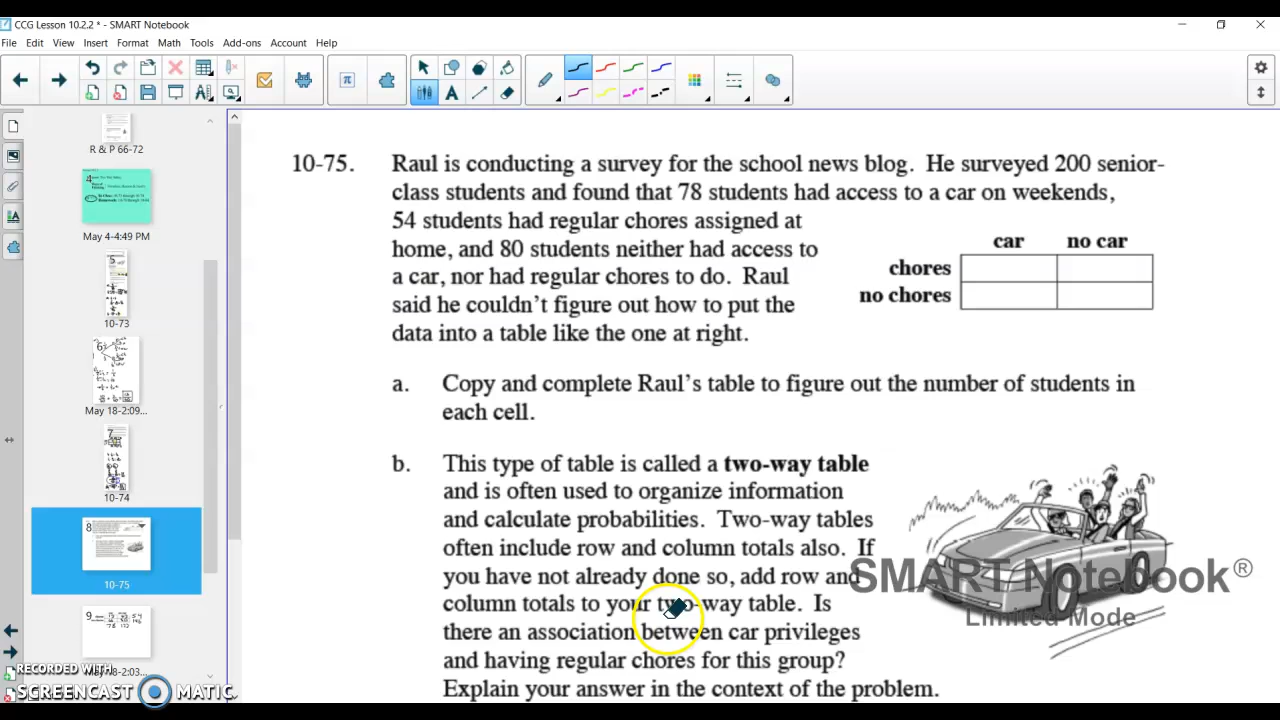 CCG Lesson 10.2.2 * - SMART Notebook
File Edit View Insert Format Math Tools Add-ons Account Help
R & P 66-72
May 4-4:49 PM
10-73
May 18-2:09...
10-74
10-75
May 18-2:03...
RECORDED WITH
SCREENCAST MATIC
10-75. Raul is conducting a survey for the school news blog. He surveyed 200 senior-
class students and found that 78 students had access to a car on weekends,
54 students had regular chores assigned at
home, and 80 students neither had access to
a car, nor had regular chores to do. Raul
said he couldn't figure out how to put the
data into a table like the one at right.
car no car
chores
no chores
a. Copy and complete Raul's table to figure out the number of students in
each cell.
b. This type of table is called a two-way table
and is often used to organize information
and calculate probabilities. Two-way tables
often include row and column totals also. If
you have not already done so, add row and
column totals to your two-way table. Is
there an association between car privileges
and having regular chores for this group?
Explain your answer in the context of the problem.
SMART Notebook®
Limited Mode